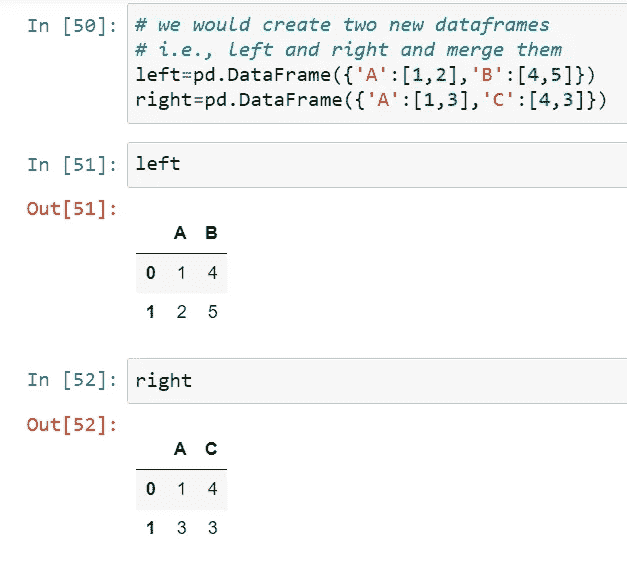 In [50]: # we would create two new dataframes
# i.e., left and right and merge them
left=pd.DataFrame({'A':[1,2],'B':[4,5]})
right=pd.DataFrame({'A':[1,3],'C':[4,3]})
In [51]: left
Out[51]:
A B
0 1 4
1 2 5
In [52]: right
Out[52]:
A C
0 1 4
1 3 3